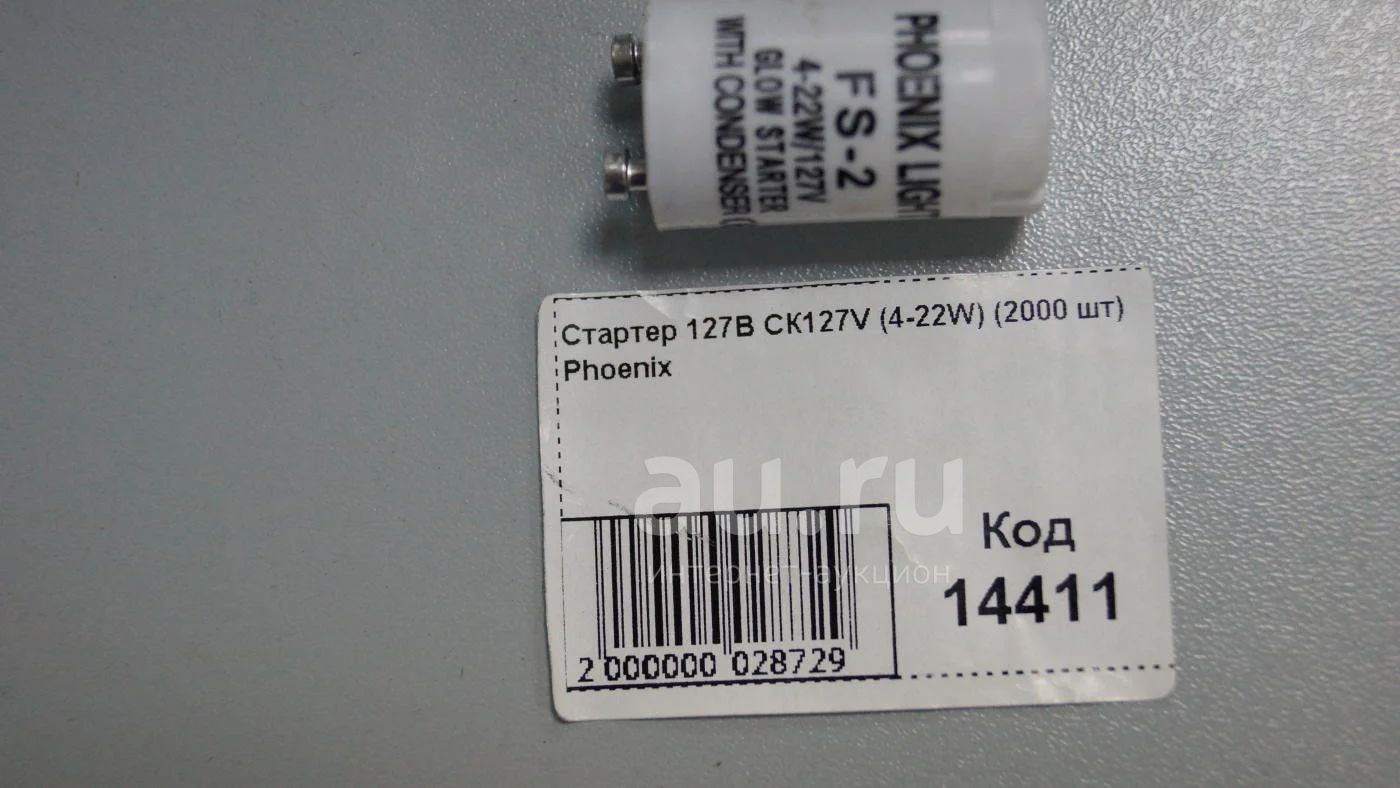 PHOENIX LIGHT
FS-2
4-22W/127V
GLOW STARTER
WITH CONDENSER (
Стартер 127В СК127V (4-22W) (2000 шт)
Phoenix
au.ru
интернет-аукцион
Код
14411
2 000000 028729